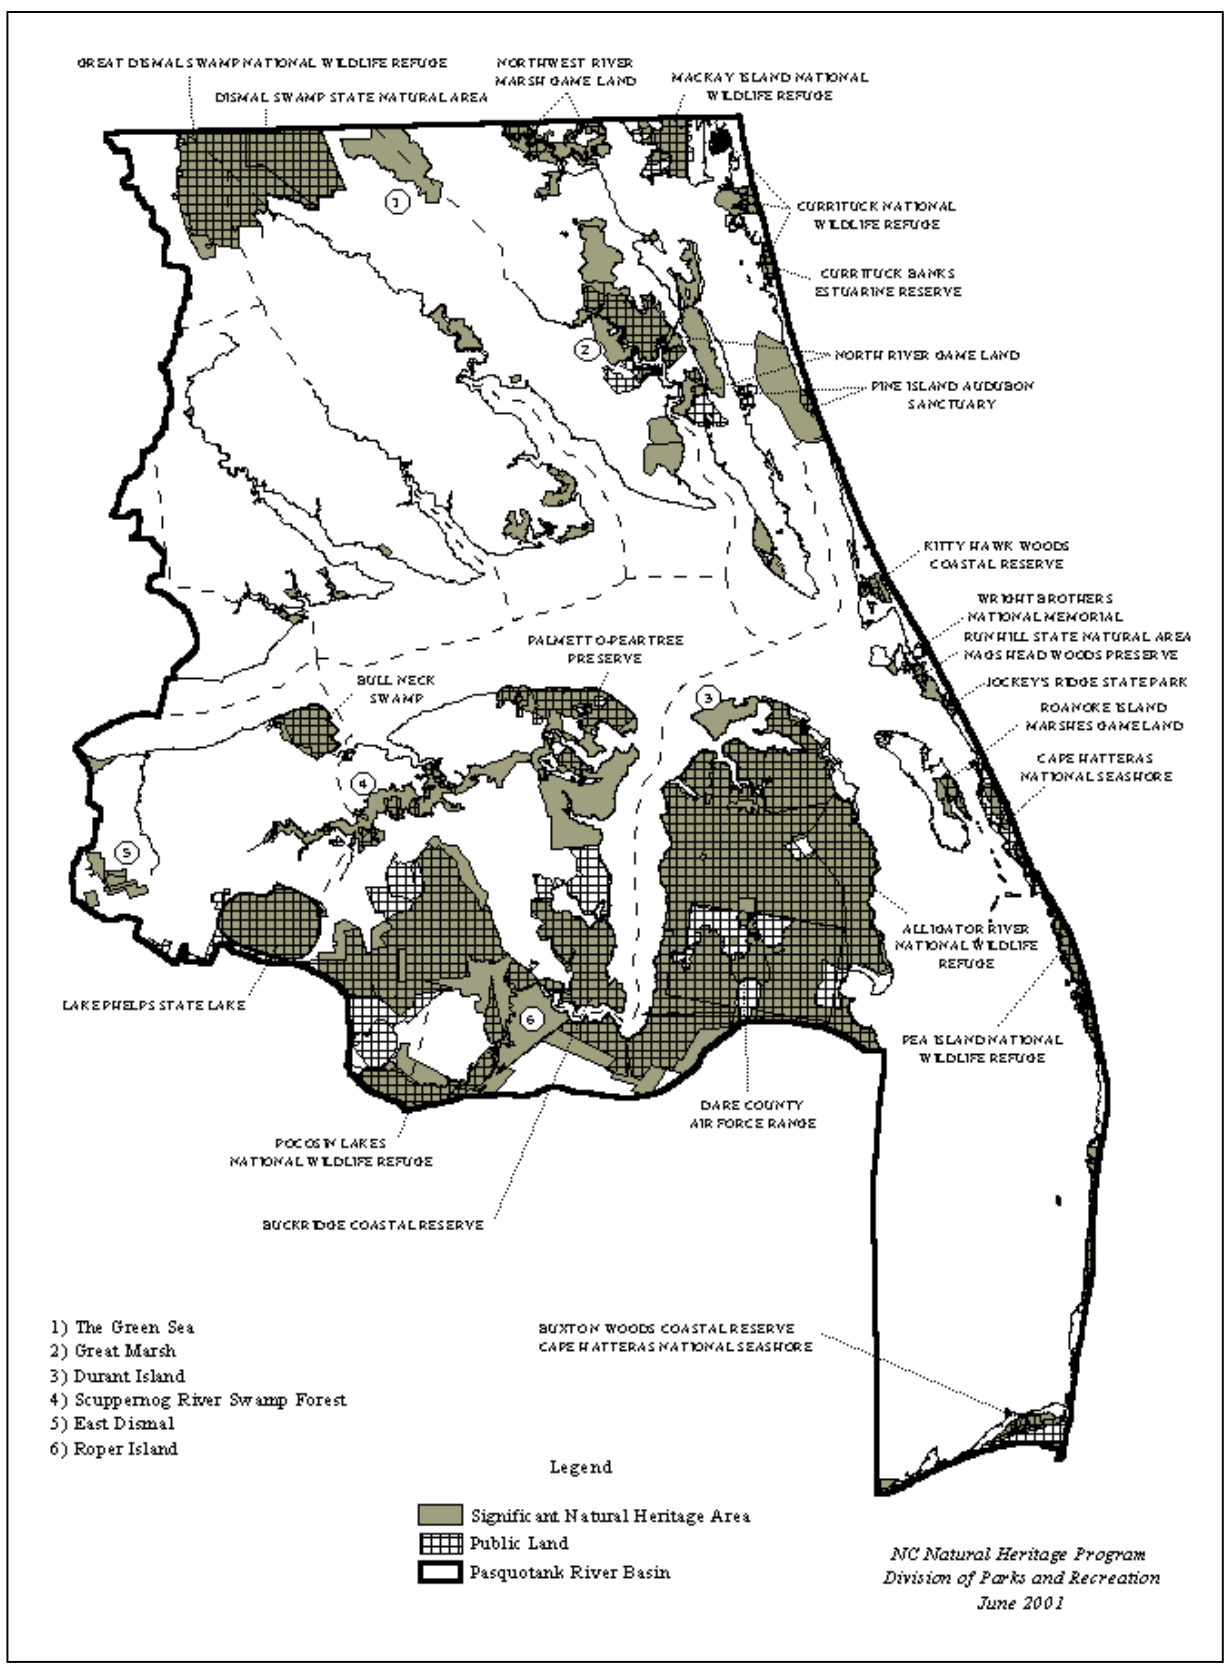 GREAT DISMAL SWAMP NATIONAL WILDLIFE REFUGE
DISMAL SWAMP STATE NATURAL AREA
NORTHWEST RIVER
MARSH GAME LAND
MACKAY ISLAND NATIONAL
WILDLIFE REFUGE
1
CURRITUCK NATIONAL
WILDLIFE REFUGE
CURRITUCK BANKS
ESTUARINE RESERVE
2
NORTH RIVER GAME LAND
PINE ISLAND AUDUBON
SANCTUARY
KITTY HAWK WOODS
COASTAL RESERVE
WRIGHT BROTHERS
NATIONAL MEMORIAL
RUN HILL STATE NATURAL AREA
NAGS HEAD WOODS PRESERVE
JOCKEY'S RIDGE STATE PARK
ROANOKE ISLAND
MARSHES GAME LAND
CAPE HATTERAS
NATIONAL SEASHORE
PALMETTO-PEARTREE
PRESERVE
BULL NECK
SWAMP
3
4
5
ALLIGATOR RIVER
NATIONAL WILDLIFE
REFUGE
LAKE PHELPS STATE LAKE
6
PEA ISLAND NATIONAL
WILDLIFE REFUGE
DARE COUNTY
AIR FORCE RANGE
POCOSIN LAKES
NATIONAL WILDLIFE REFUGE
BUCKRIDGE COASTAL RESERVE
BUXTON WOODS COASTAL RESERVE
CAPE HATTERAS NATIONAL SEASHORE
1) The Green Sea
2) Great Marsh
3) Durant Island
4) Scuppernog River Swamp Forest
5) East Dismal
6) Roper Island
Legend
Significant Natural Heritage Area
Public Land
Pasquotank River Basin
NC Natural Heritage Program
Division of Parks and Recreation
June 2001